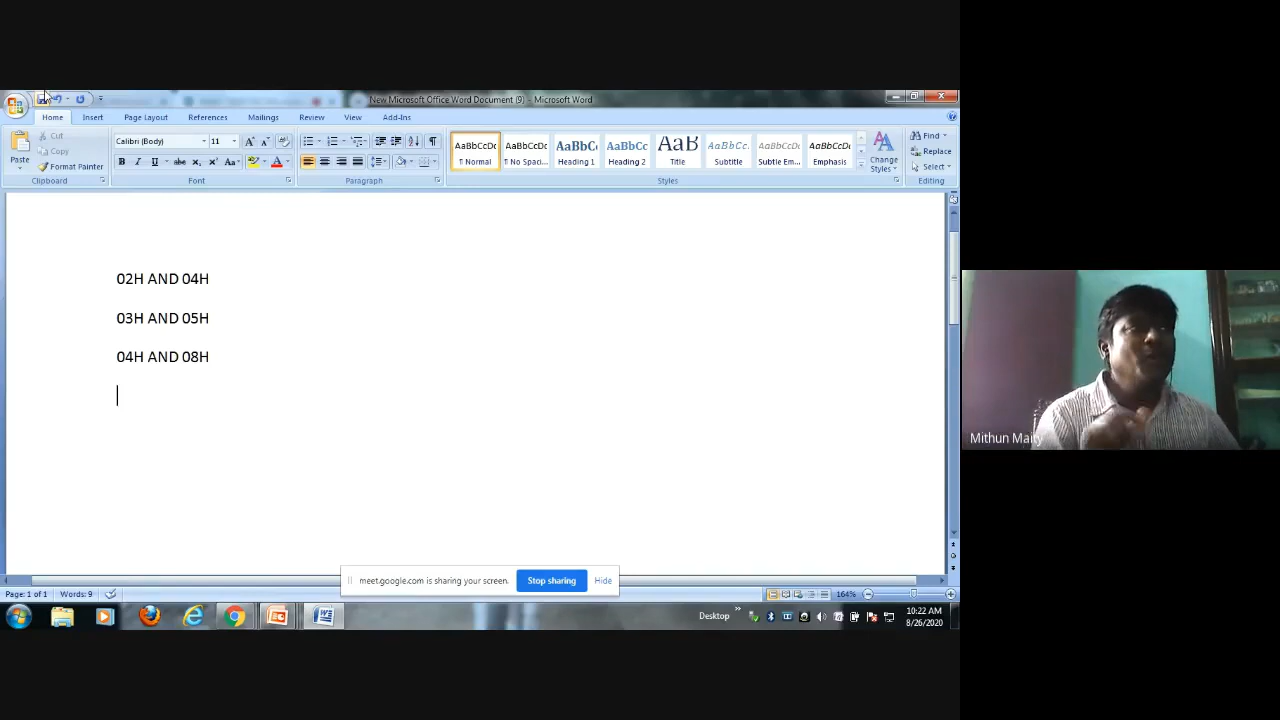 New Microsoft Office Word Document (9) - Microsoft Word
Home Insert Page Layout References Mailings Review View Add-Ins
Paste
Cut
Copy
Format Painter
Clipboard
Calibri (Body) 11
Font
Paragraph
AaBbCcDc AaBbCcDc AaBbC AaBbCc AaB AaBbCc. AaBbCcDc AaBbCcDc
¶ Normal ¶ No Spaci... Heading 1 Heading 2 Title Subtitle Subtle Em... Emphasis
Styles
Change Styles
Find
Replace
Select
Editing
02H AND 04H
03H AND 05H
04H AND 08H
meet.google.com is sharing your screen. Stop sharing Hide
Page: 1 of 1 Words: 9 164%
Desktop 10:22 AM
8/26/2020
Mithun Maity